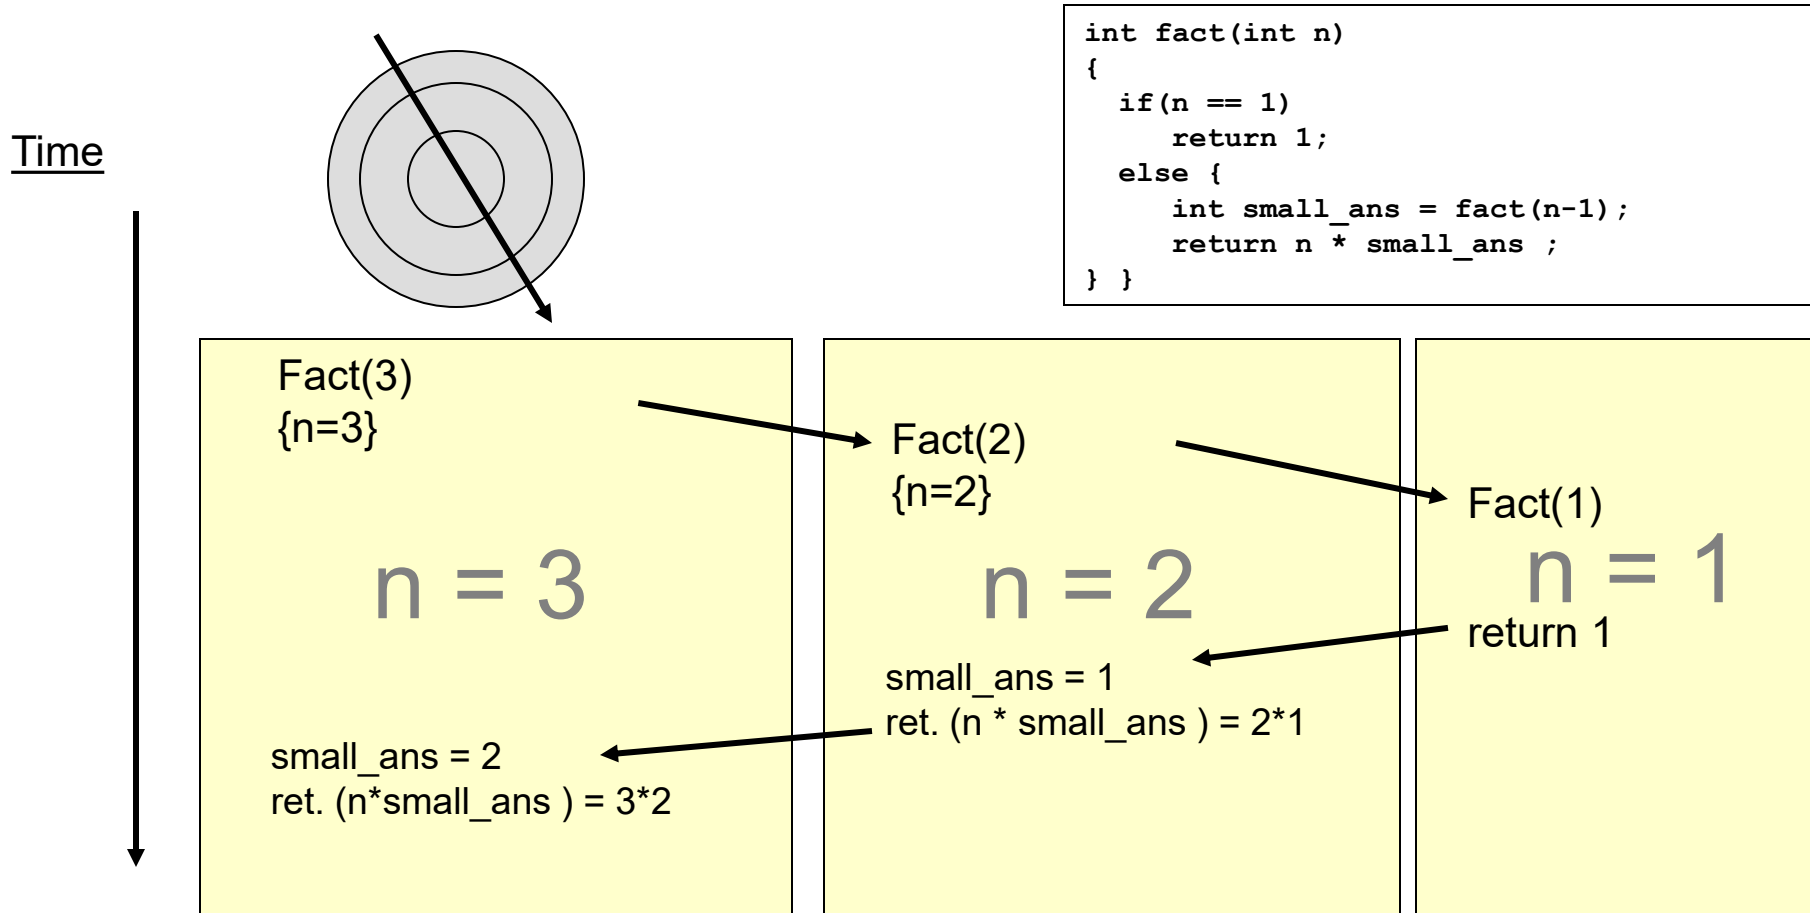 Time
int fact(int n)
{
  if(n == 1)
     return 1;
  else {
     int small_ans = fact(n-1);
     return n * small_ans ;
} }
Fact(3)
{n=3}
n = 3
small_ans = 2
ret. (n*small_ans ) = 3*2
Fact(2)
{n=2}
n = 2
small_ans = 1
ret. (n * small_ans ) = 2*1
Fact(1)
n = 1
return 1